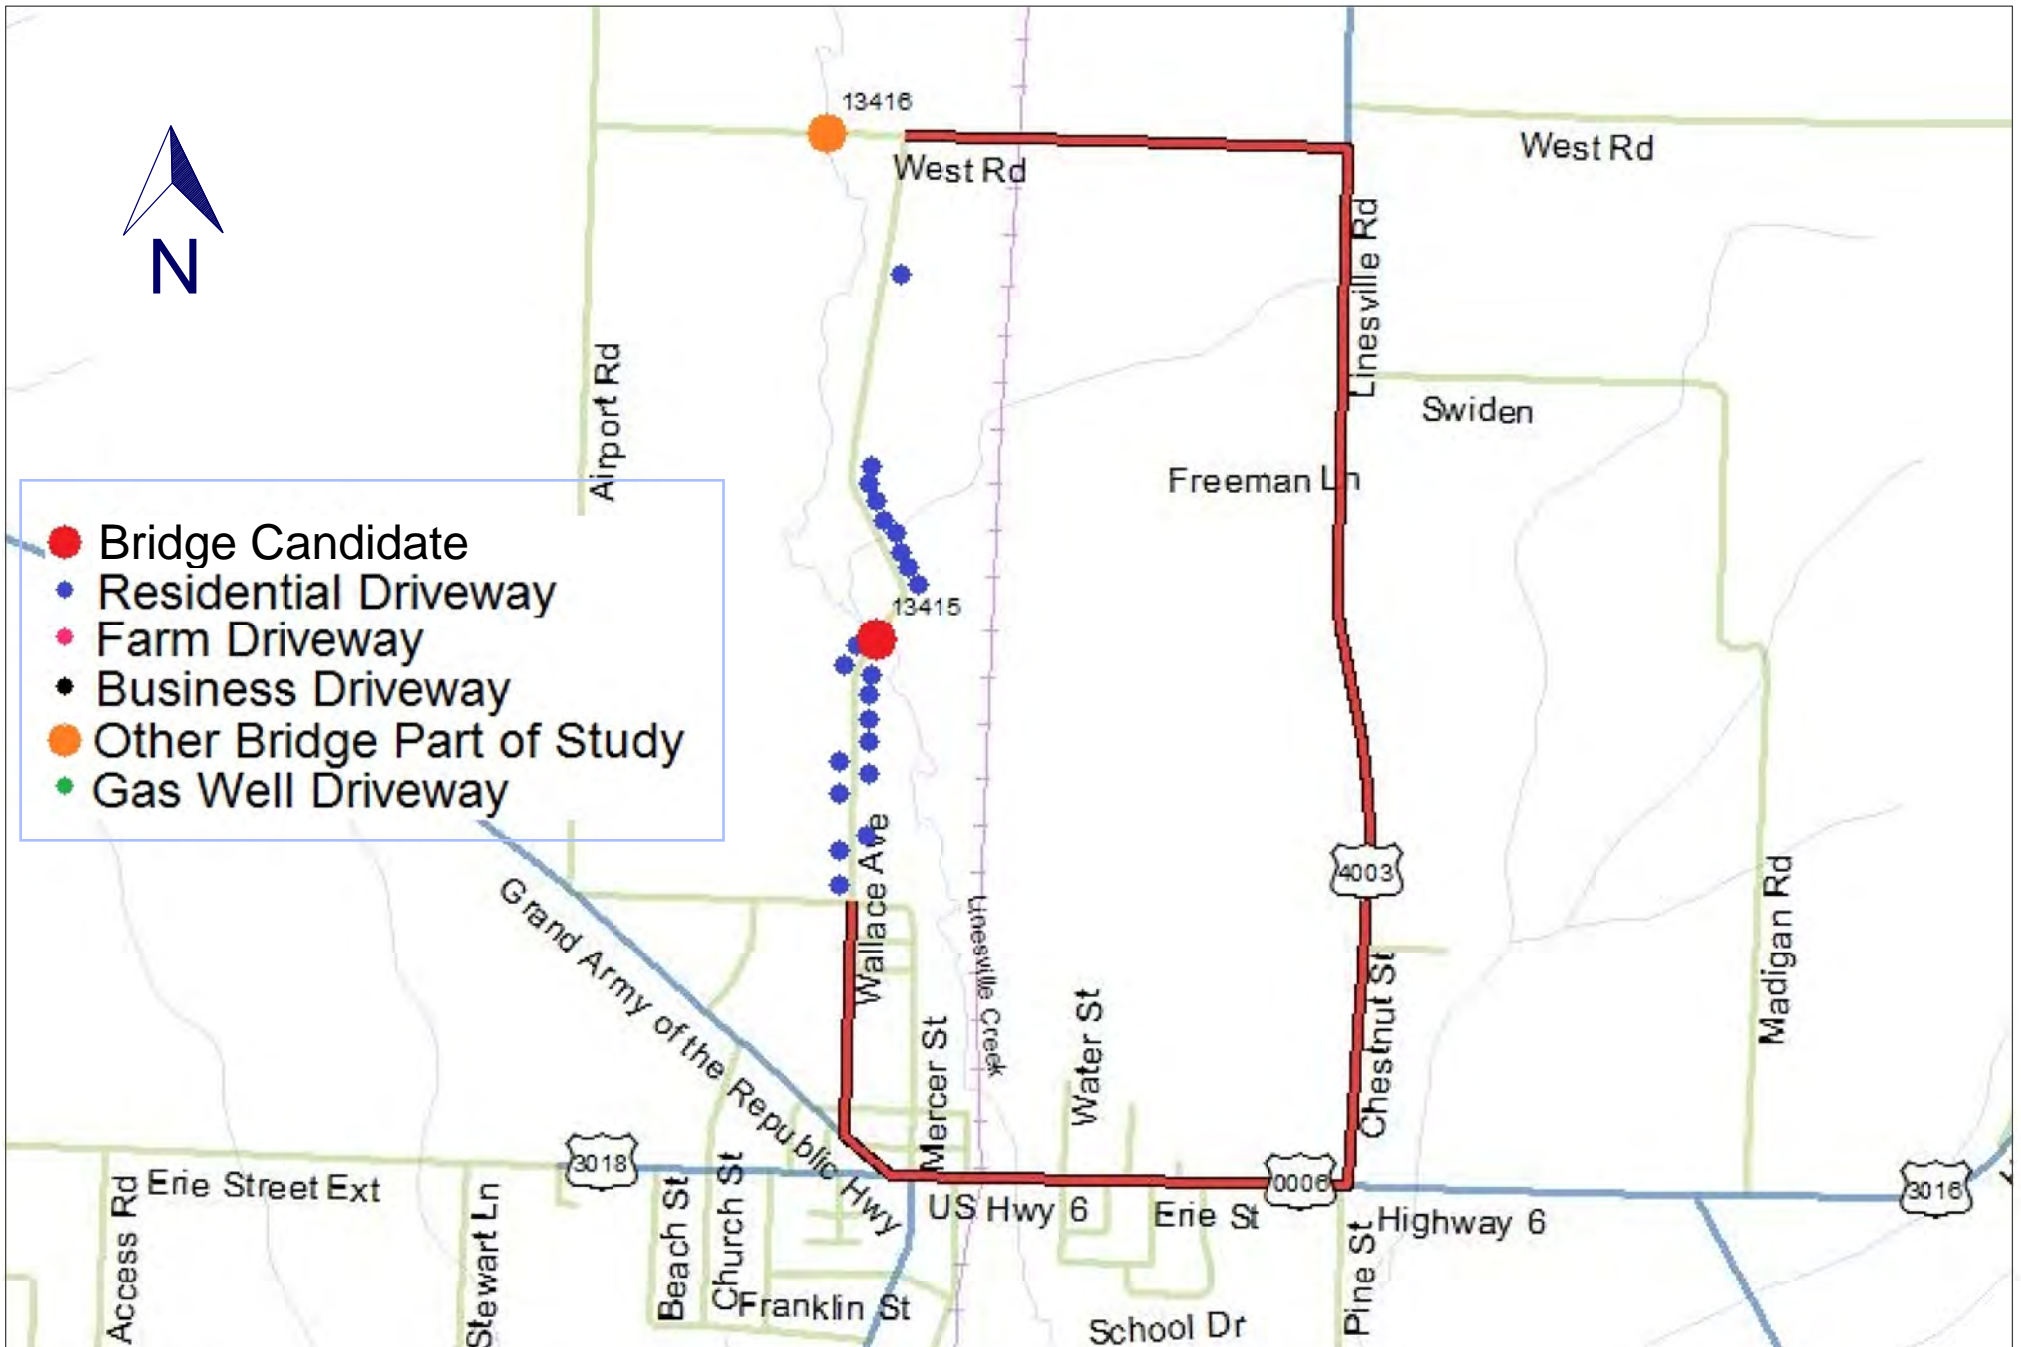 13416
West Rd
West Rd
N
Linesville Rd
Airport Rd
Swiden
Freeman Ln
Bridge Candidate
Residential Driveway
Farm Driveway
Business Driveway
Other Bridge Part of Study
Gas Well Driveway
13415
Wallace Ave
4003
Grand Army of the Republic Hwy
Linesville Creek
Madigan Rd
Chestnut St
Water St
Mercer St
3018
Erie Street Ext
Access Rd
Stewart Ln
Beach St
Church St
US Hwy 6
Erie St
0006
Highway 6
3016
Pine St
Franklin St
School Dr